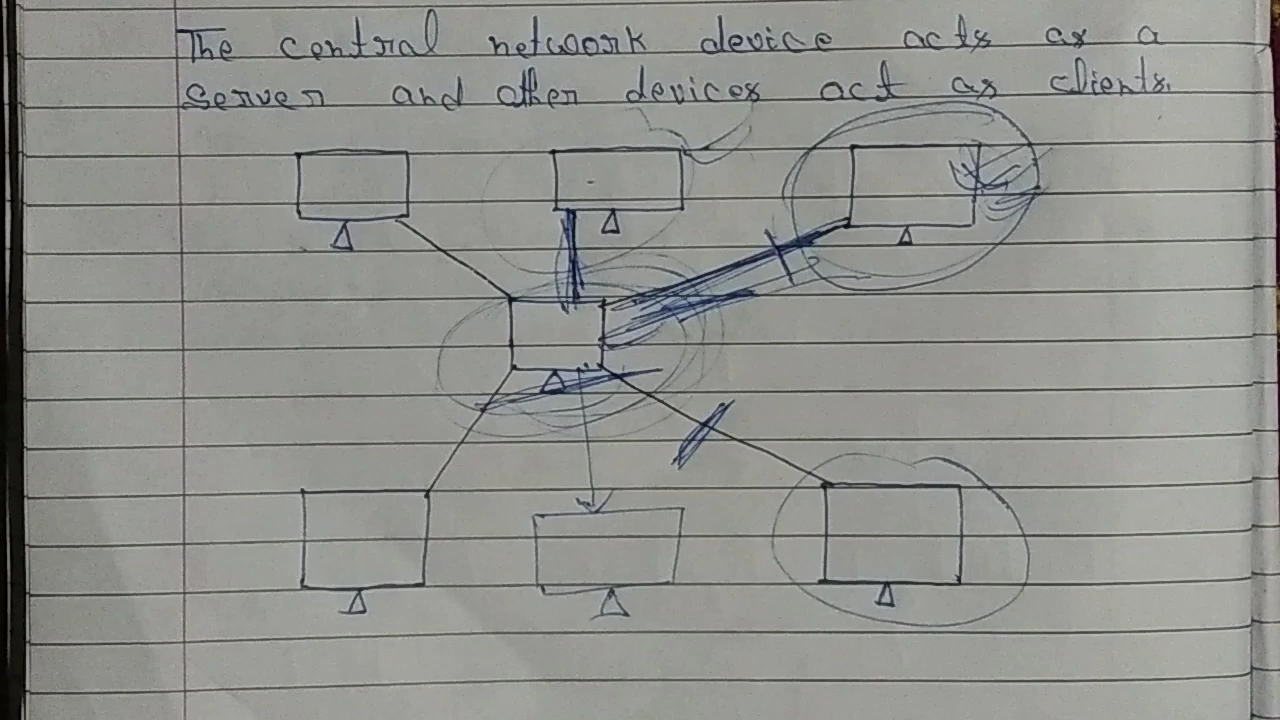 The central network device acts as a
server and other devices act as clients.